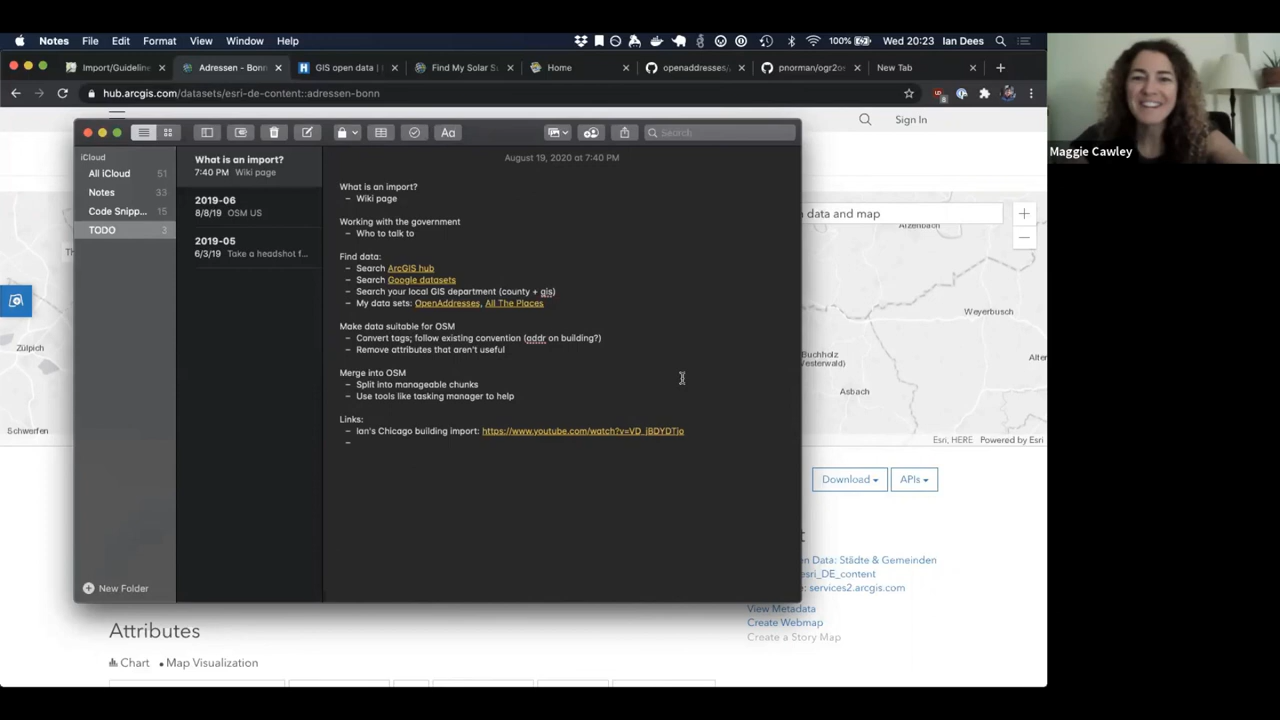 Notes File Edit Format View Window Help 100% Wed 20:23 Ian Dees
Import/Guideline Adressen - Bonn GIS open data | Find My Solar S Home openaddresses/ pnorman/ogr2os New Tab
hub.arcgis.com/datasets/esri-de-content::adressen-bonn
Sign In
Maggie Cawley
Aa Search
iCloud
All iCloud 51
Notes 33
Code Snipp... 15
TODO 3
What is an import?
7:40 PM Wiki page
2019-06
8/8/19 OSM US
2019-05
6/3/19 Take a headshot f...
New Folder
August 19, 2020 at 7:40 PM
What is an import?
– Wiki page
Working with the government
– Who to talk to
Find data:
– Search ArcGIS hub
– Search Google datasets
– Search your local GIS department (county + gis)
– My data sets: OpenAddresses, All The Places
Make data suitable for OSM
– Convert tags; follow existing convention (addr on building?)
– Remove attributes that aren't useful
Merge into OSM
– Split into manageable chunks
– Use tools like tasking manager to help
Links:
– Ian's Chicago building import: https://www.youtube.com/watch?v=VD_jBDYDTjo
–
data and map
Altenbach
Weyerbusch
Buchholz
Westerwald)
Asbach
Alter
Zülpich
Schwerfen
Esri, HERE Powered by Esri
Download APIs
en Data: Städte & Gemeinden
esri_DE_content
services2.arcgis.com
View Metadata
Create Webmap
Create a Story Map
Attributes
Chart Map Visualization